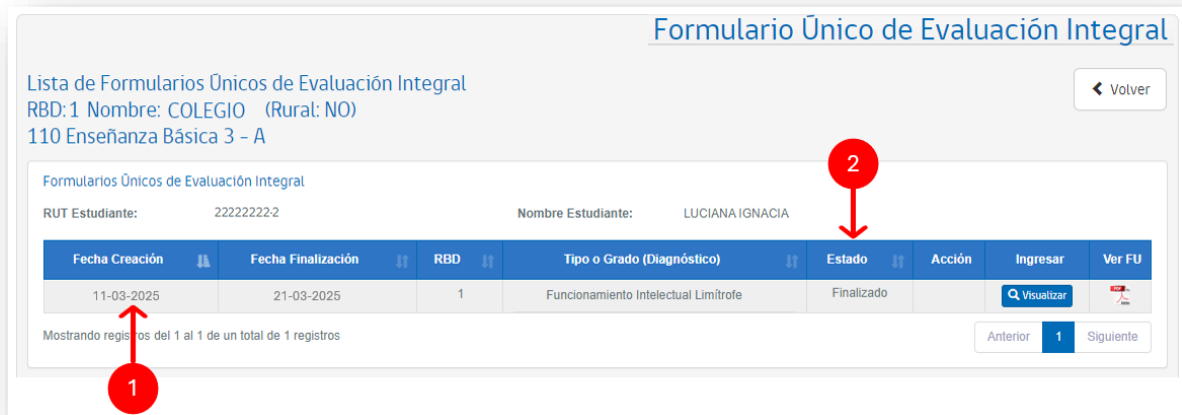 Formulario Único de Evaluación Integral
Lista de Formularios Únicos de Evaluación Integral
Volver
RBD: 1 Nombre: COLEGIO (Rural: NO)
110 Enseñanza Básica 3 - A
2
Formularios Únicos de Evaluación Integral
RUT Estudiante: 22222222-2 Nombre Estudiante: LUCIANA IGNACIA
Fecha Creación Fecha Finalización RBD Tipo o Grado (Diagnóstico) Estado Acción Ingresar Ver FU
11-03-2025 21-03-2025 1 Funcionamiento Intelectual Limítrofe Finalizado Visualizar
Mostrando registros del 1 al 1 de un total de 1 registros Anterior 1 Siguiente
1